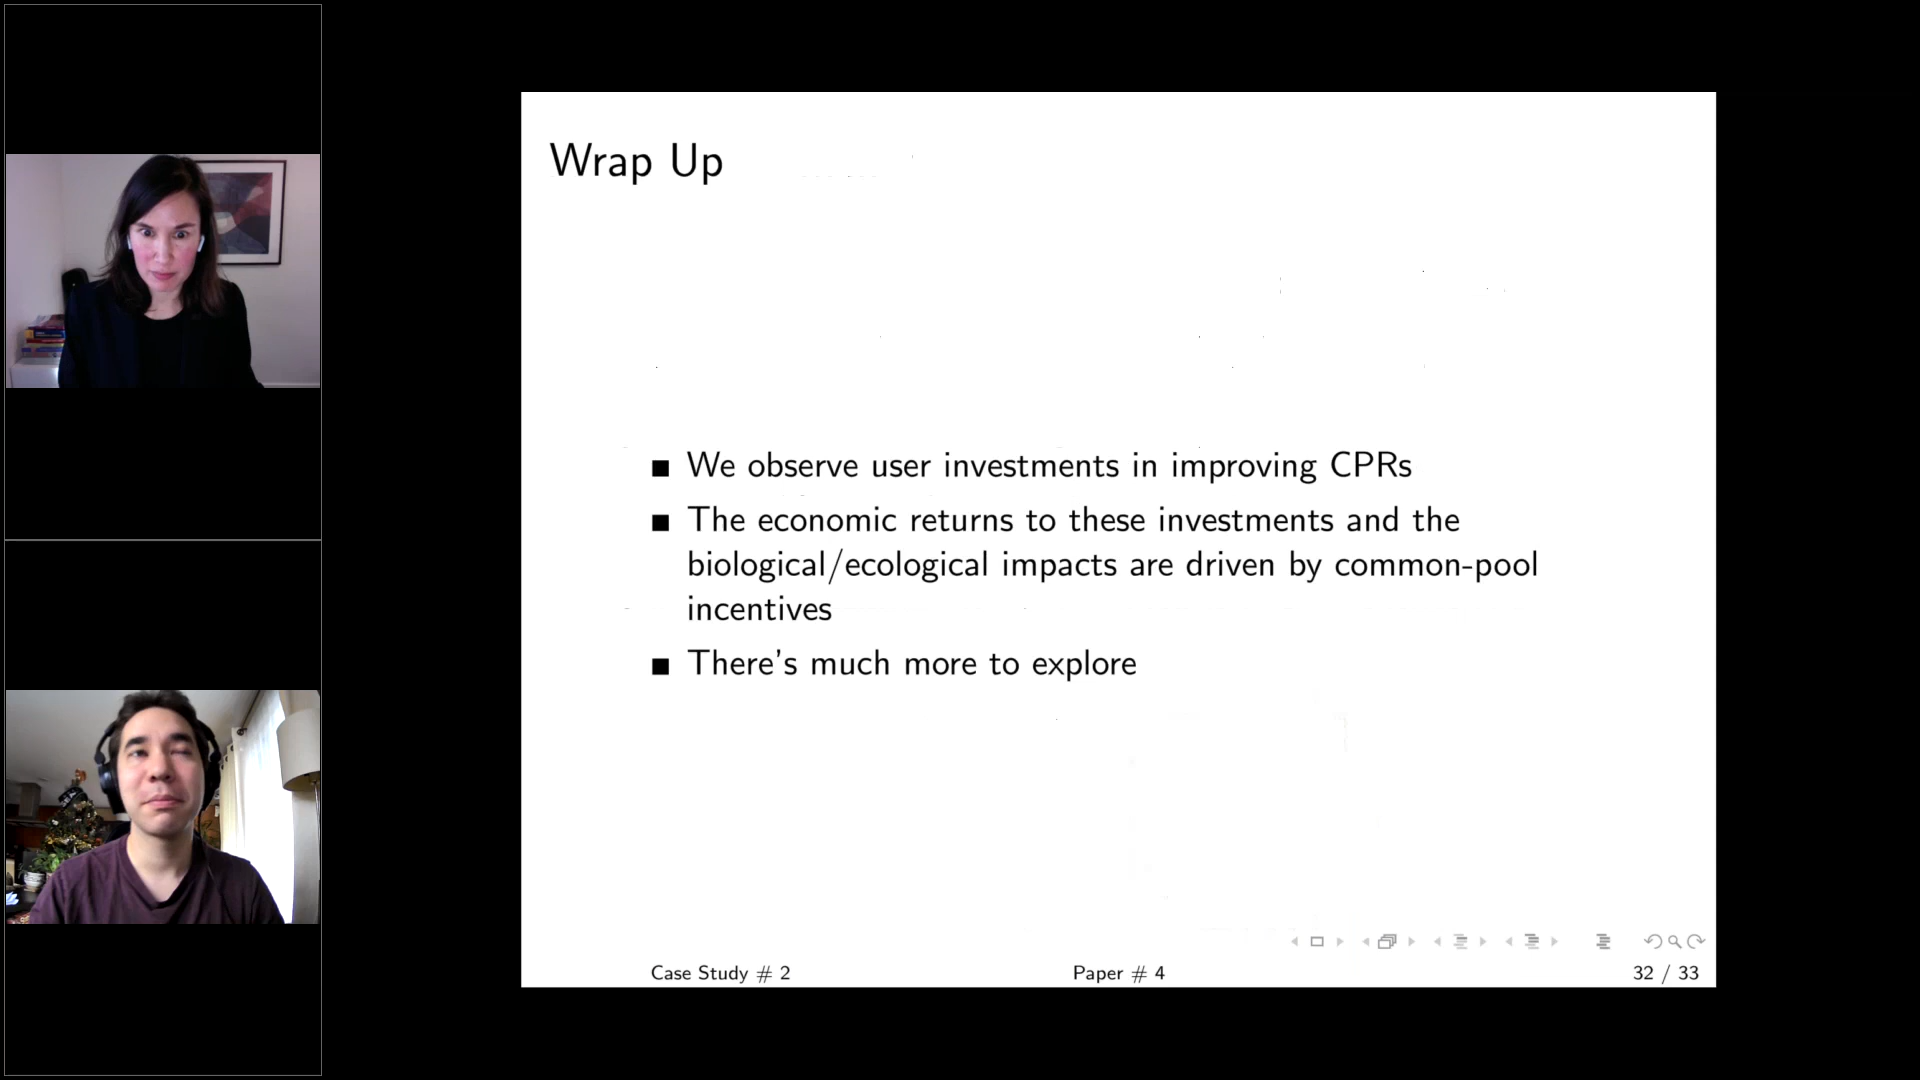 Wrap Up
■ We observe user investments in improving CPRs
■ The economic returns to these investments and the
biological/ecological impacts are driven by common-pool
incentives
■ There's much more to explore
Case Study # 2 Paper # 4 32 / 33